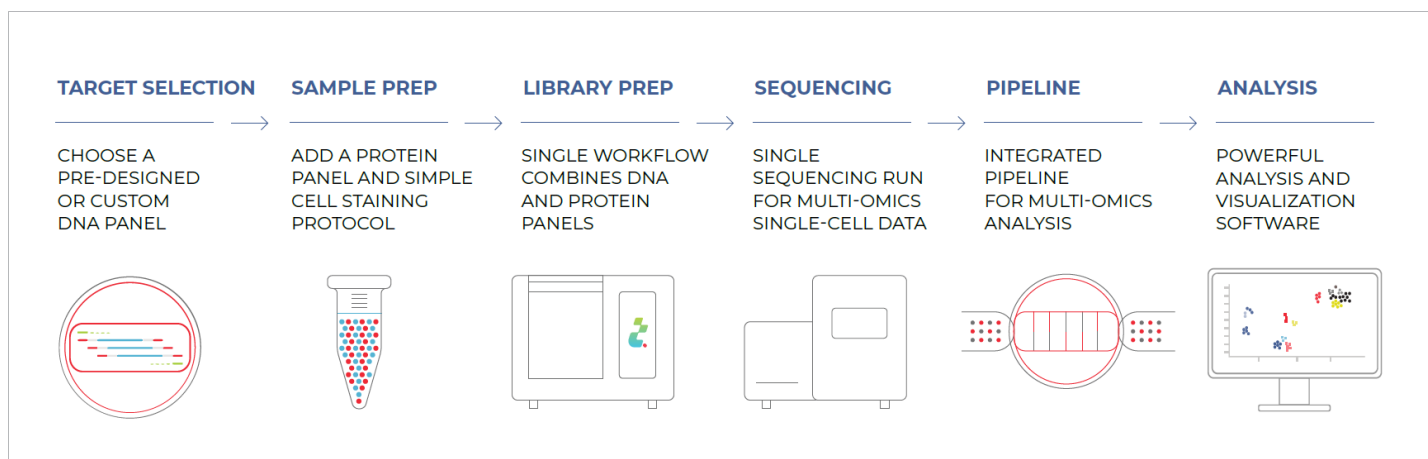 TARGET SELECTION
CHOOSE A
PRE-DESIGNED
OR CUSTOM
DNA PANEL
SAMPLE PREP
ADD A PROTEIN
PANEL AND SIMPLE
CELL STAINING
PROTOCOL
LIBRARY PREP
SINGLE WORKFLOW
COMBINES DNA
AND PROTEIN
PANELS
SEQUENCING
SINGLE
SEQUENCING RUN
FOR MULTI-OMICS
SINGLE-CELL DATA
PIPELINE
INTEGRATED
PIPELINE
FOR MULTI-OMICS
ANALYSIS
ANALYSIS
POWERFUL
ANALYSIS AND
VISUALIZATION
SOFTWARE